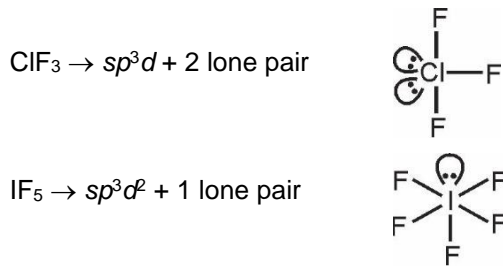 ClF₃ → sp³d + 2 lone pair
F
Cl F
F
IF₅ → sp³d² + 1 lone pair
F F
I
F F
F